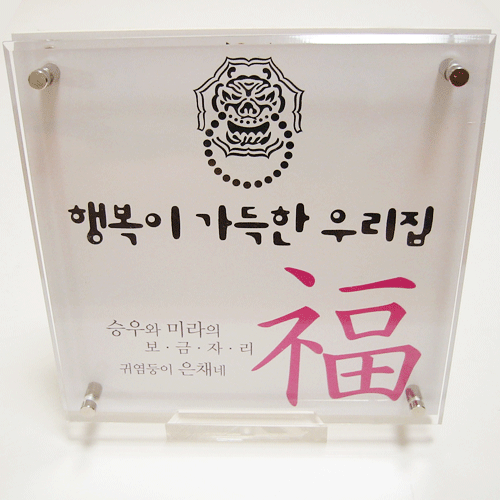 행복이 가득한 우리집
승우와 미라의
보·금·자·리
귀염둥이 은채네
福